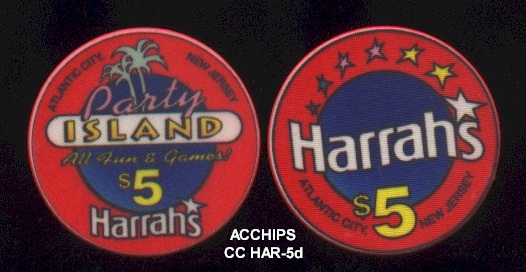 ATLANTIC CITY, NEW JERSEY
Party
ISLAND
All Fun & Games!
$5
Harrah's
Harrah's
$5
ATLANTIC CITY, NEW JERSEY
ACCHIPS
CC HAR-5d